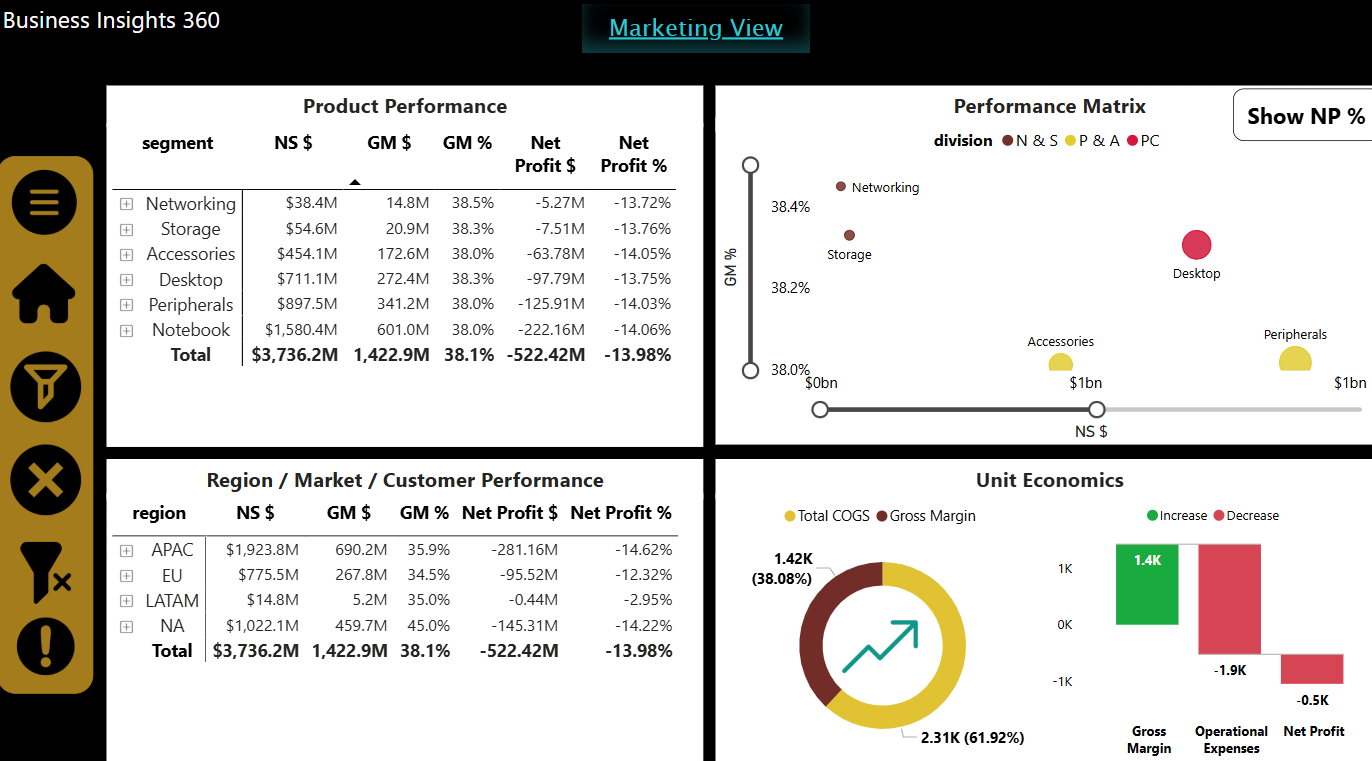 Business Insights 360
Marketing View
Product Performance
segment NS $ GM $ GM % Net Profit $ Net Profit %
Networking $38.4M 14.8M 38.5% -5.27M -13.72%
Storage $54.6M 20.9M 38.3% -7.51M -13.76%
Accessories $454.1M 172.6M 38.0% -63.78M -14.05%
Desktop $711.1M 272.4M 38.3% -97.79M -13.75%
Peripherals $897.5M 341.2M 38.0% -125.91M -14.03%
Notebook $1,580.4M 601.0M 38.0% -222.16M -14.06%
Total $3,736.2M 1,422.9M 38.1% -522.42M -13.98%
Performance Matrix
Show NP %
division N & S P & A PC
GM %
38.4%
38.2%
38.0%
Networking
Storage
Desktop
Accessories
Peripherals
$0bn $1bn $1bn
NS $
Region / Market / Customer Performance
region NS $ GM $ GM % Net Profit $ Net Profit %
APAC $1,923.8M 690.2M 35.9% -281.16M -14.62%
EU $775.5M 267.8M 34.5% -95.52M -12.32%
LATAM $14.8M 5.2M 35.0% -0.44M -2.95%
NA $1,022.1M 459.7M 45.0% -145.31M -14.22%
Total $3,736.2M 1,422.9M 38.1% -522.42M -13.98%
Unit Economics
Total COGS Gross Margin
1.42K
(38.08%)
2.31K (61.92%)
Increase Decrease
1K
0K
-1K
1.4K
-1.9K
-0.5K
Gross Margin
Operational Expenses
Net Profit